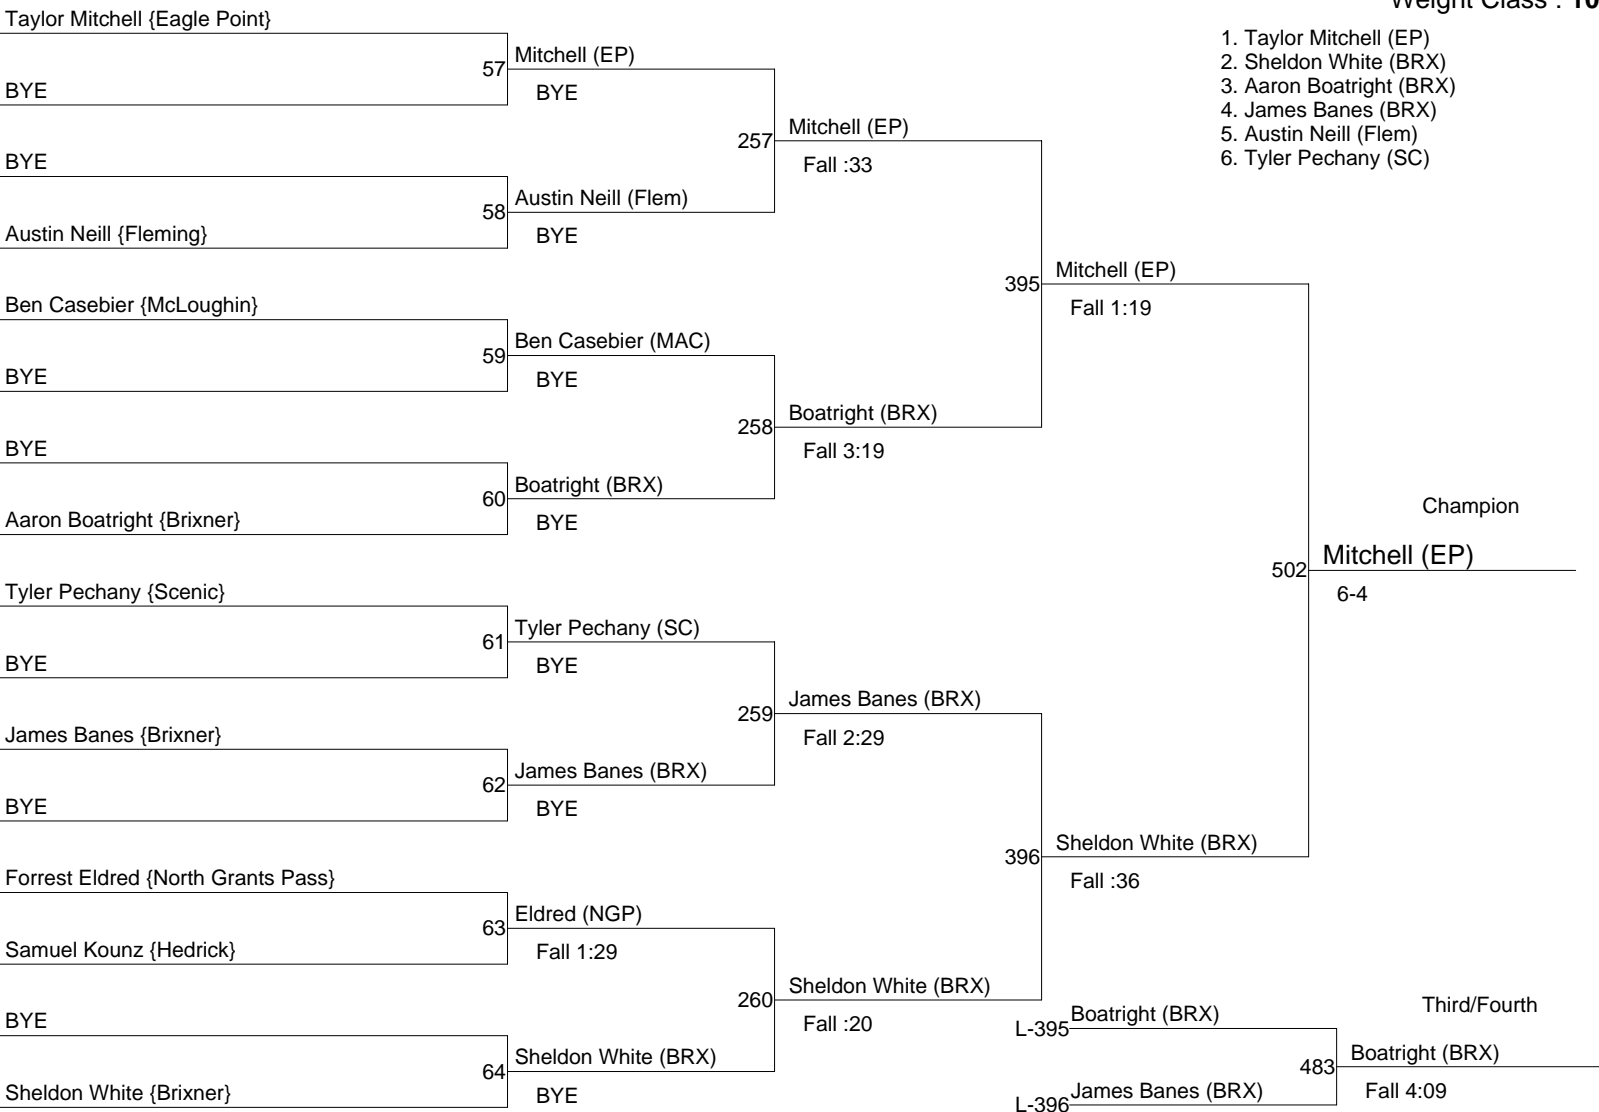 Weight Class : 10
Taylor Mitchell {Eagle Point}
1. Taylor Mitchell (EP)
2. Sheldon White (BRX)
3. Aaron Boatright (BRX)
4. James Banes (BRX)
5. Austin Neill (Flem)
6. Tyler Pechany (SC)
57 Mitchell (EP)
BYE
BYE
257 Mitchell (EP)
Fall :33
BYE
58 Austin Neill (Flem)
BYE
Austin Neill {Fleming}
395 Mitchell (EP)
Fall 1:19
Ben Casebier {McLoughin}
59 Ben Casebier (MAC)
BYE
BYE
258 Boatright (BRX)
Fall 3:19
BYE
60 Boatright (BRX)
BYE
Aaron Boatright {Brixner}
Champion
502 Mitchell (EP)
6-4
Tyler Pechany {Scenic}
61 Tyler Pechany (SC)
BYE
BYE
259 James Banes (BRX)
Fall 2:29
James Banes {Brixner}
62 James Banes (BRX)
BYE
BYE
396 Sheldon White (BRX)
Fall :36
Forrest Eldred {North Grants Pass}
63 Eldred (NGP)
Fall 1:29
Samuel Kounz {Hedrick}
260 Sheldon White (BRX)
Fall :20
BYE
64 Sheldon White (BRX)
BYE
Sheldon White {Brixner}
Third/Fourth
L-395 Boatright (BRX)
483 Boatright (BRX)
Fall 4:09
L-396 James Banes (BRX)